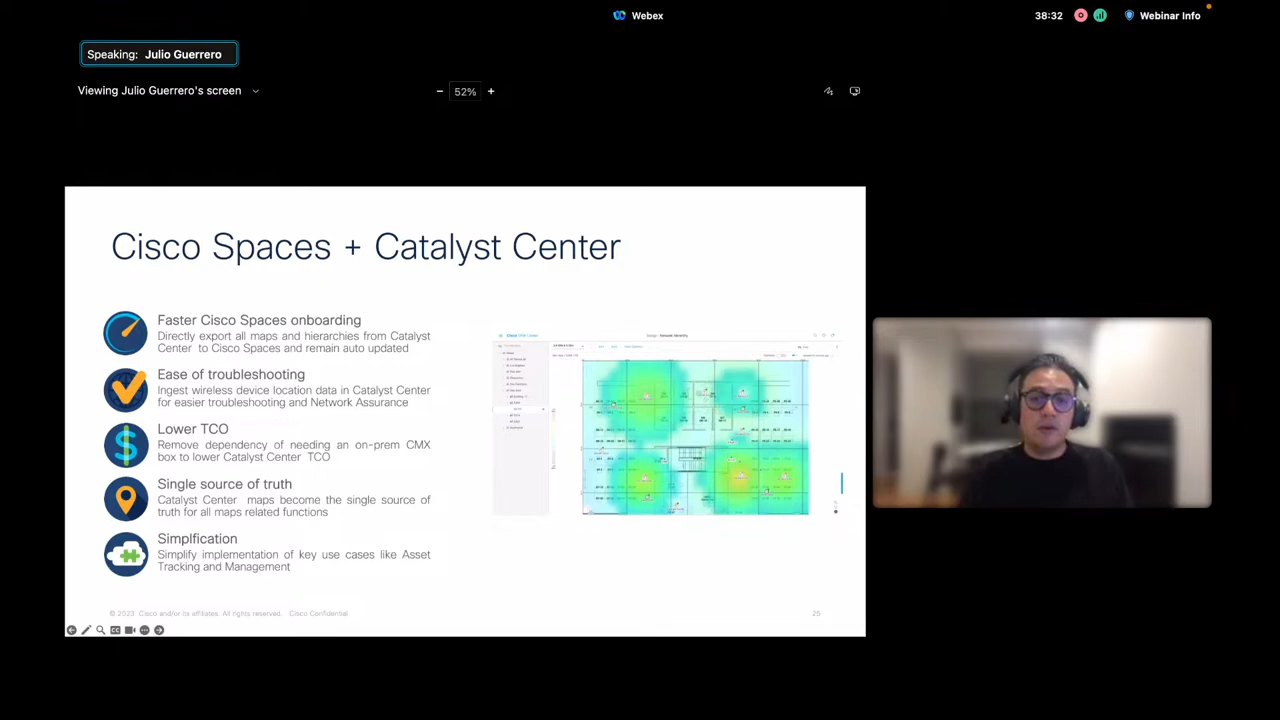 Webex
38:32
Webinar Info
Speaking: Julio Guerrero
Viewing Julio Guerrero's screen
52%
Cisco Spaces + Catalyst Center
Faster Cisco Spaces onboarding
Directly export all maps and hierarchies from Catalyst
Center to Cisco Spaces and remain auto updated
Ease of troubleshooting
Ingest wireless device location data in Catalyst Center
for easier troubleshooting and Network Assurance
Lower TCO
Remove dependency of needing an on-prem CMX
box to lower Catalyst Center TCO
Single source of truth
Catalyst Center maps become the single source of
truth for all maps related functions
Simplfication
Simplify implementation of key use cases like Asset
Tracking and Management
Cisco DNA Center
© 2023 Cisco and/or its affiliates. All rights reserved. Cisco Confidential
25